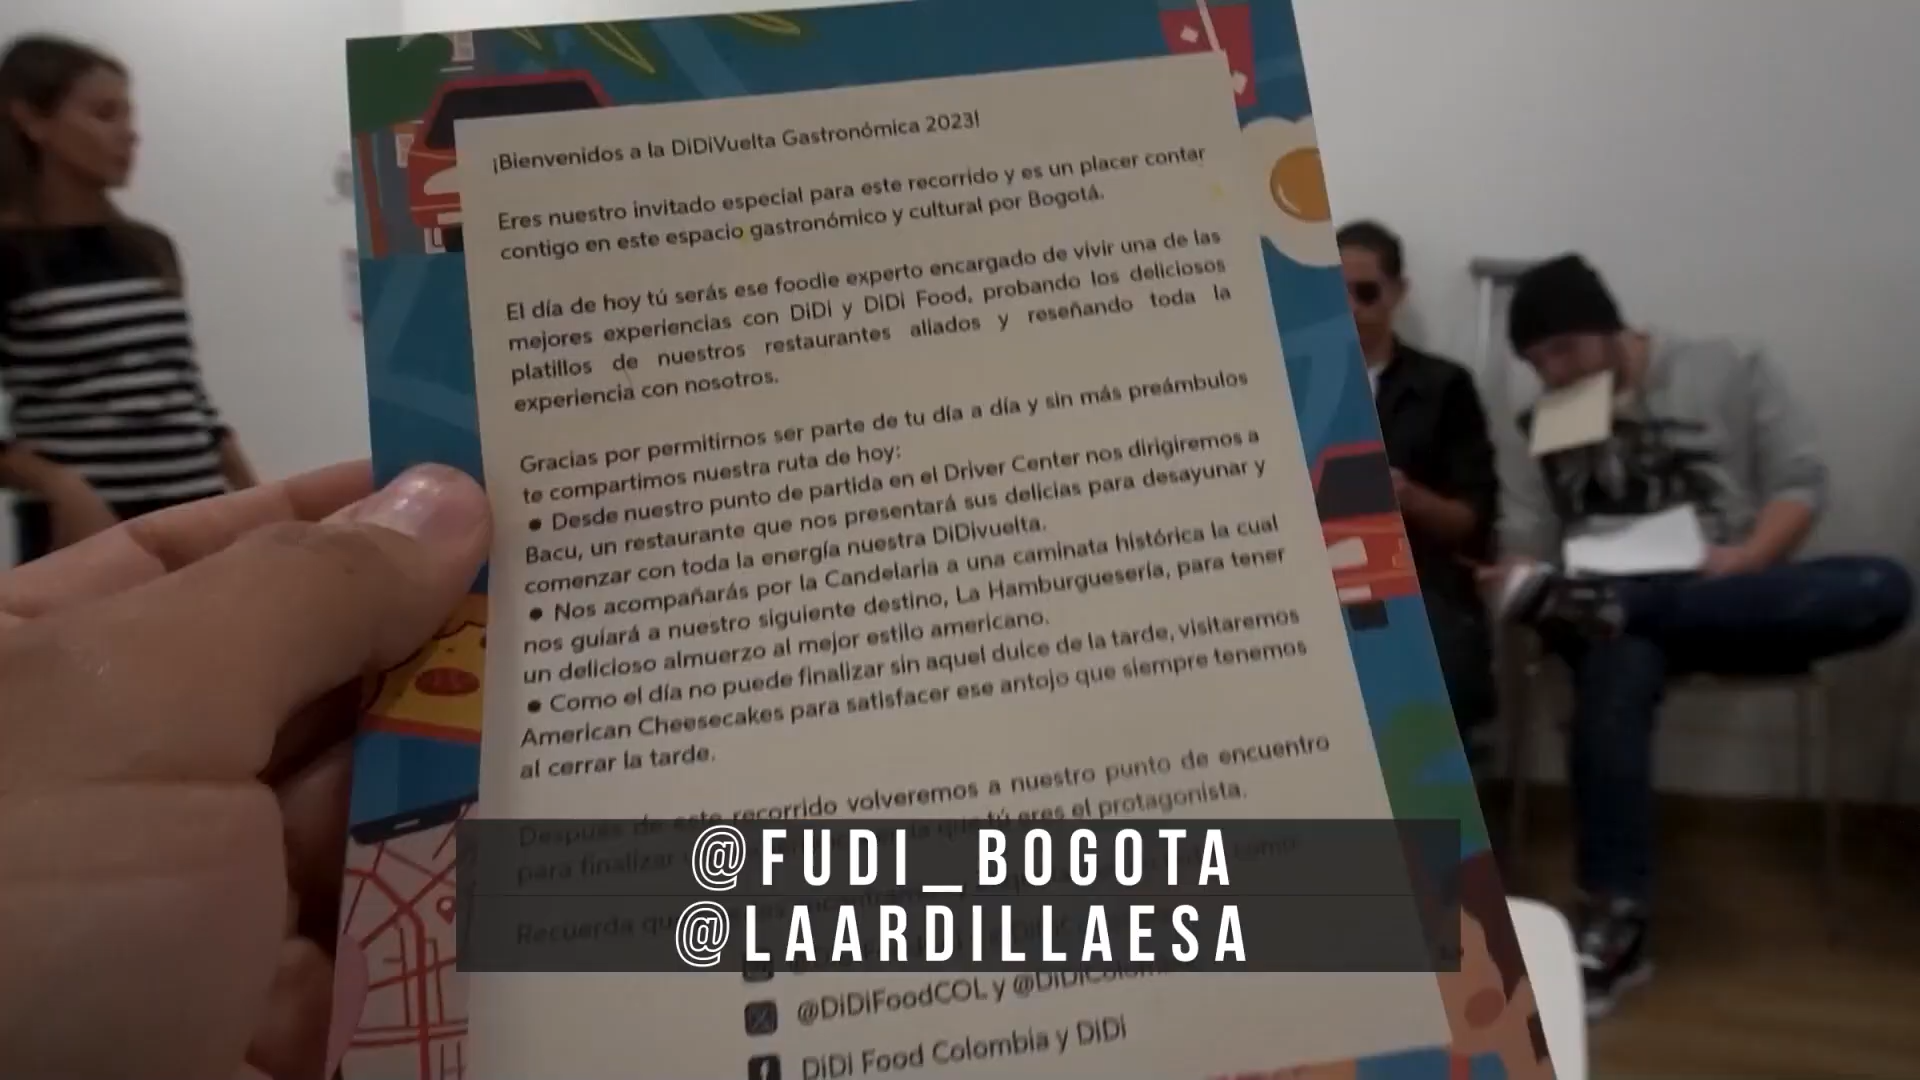 ¡Bienvenidos a la DiDiVuelta Gastronómica 2023!
Eres nuestro invitado especial para este recorrido y es un placer contar
contigo en este espacio gastronómico y cultural por Bogotá.
El día de hoy tú serás ese foodie experto encargado de vivir una de las
mejores experiencias con DiDi y DiDi Food, probando los deliciosos
platillos de nuestros restaurantes aliados y reseñando toda la
experiencia con nosotros.
Gracias por permitirnos ser parte de tu día a día y sin más preámbulos
te compartimos nuestra ruta de hoy:
• Desde nuestro punto de partida en el Driver Center nos dirigiremos a
Bacu, un restaurante que nos presentará sus delicias para desayunar y
comenzar con toda la energía nuestra DiDivuelta.
• Nos acompañarás por la Candelaria a una caminata histórica la cual
nos guiará a nuestro siguiente destino, La Hamburguesería, para tener
un delicioso almuerzo al mejor estilo americano.
• Como el día no puede finalizar sin aquel dulce de la tarde, visitaremos
American Cheesecakes para satisfacer ese antojo que siempre tenemos
al cerrar la tarde.
Después de este recorrido volveremos a nuestro punto de encuentro
para finalizar que tú eres el protagonista.
Recuerda
@FUDI_BOGOTA
@LAARDILLAESA
@DiDiFoodCOL y @DiDiColom
DiDi Food Colombia y DiDi